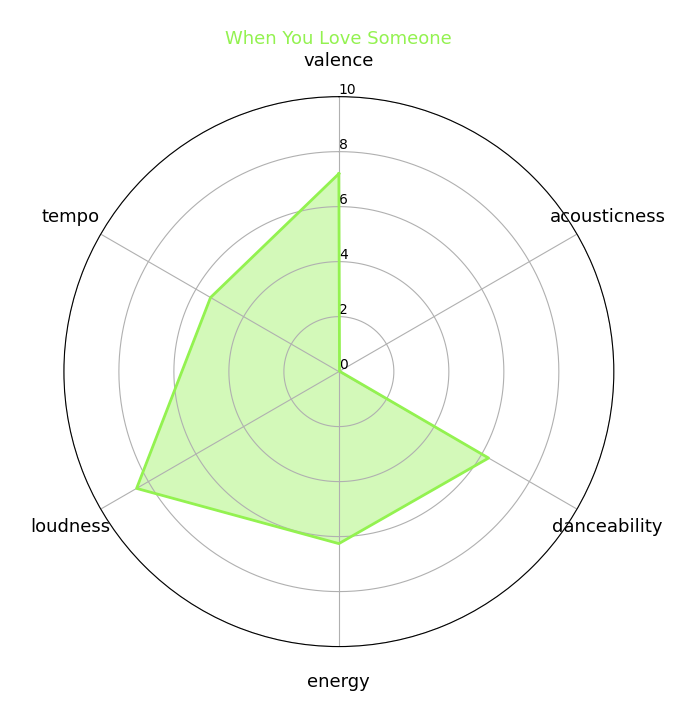 When You Love Someone
valence
10
8
tempo
acousticness
6
4
2
0
loudness
danceability
energy